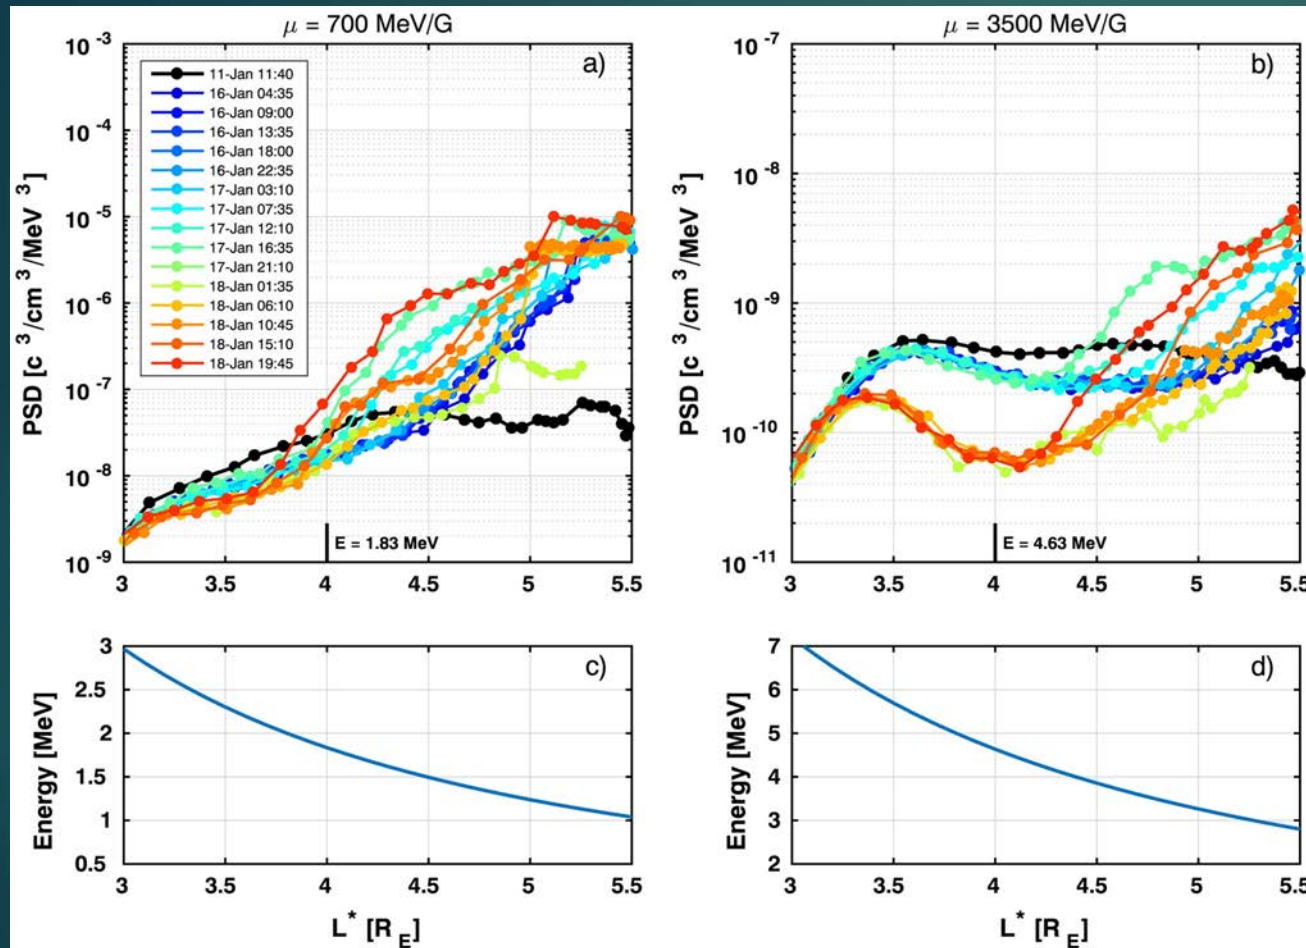 μ = 700 MeV/G
a)
PSD [c ³/cm ³/MeV ³]
10 ⁻³
10 ⁻⁴
10 ⁻⁵
10 ⁻⁶
10 ⁻⁷
10 ⁻⁸
10 ⁻⁹
11-Jan 11:40
16-Jan 04:35
16-Jan 09:00
16-Jan 13:35
16-Jan 18:00
16-Jan 22:35
17-Jan 03:10
17-Jan 07:35
17-Jan 12:10
17-Jan 16:35
17-Jan 21:10
18-Jan 01:35
18-Jan 06:10
18-Jan 10:45
18-Jan 15:10
18-Jan 19:45
E = 1.83 MeV
3 3.5 4 4.5 5 5.5
μ = 3500 MeV/G
b)
PSD [c ³/cm ³/MeV ³]
10 ⁻⁷
10 ⁻⁸
10 ⁻⁹
10 ⁻¹⁰
10 ⁻¹¹
E = 4.63 MeV
3 3.5 4 4.5 5 5.5
c)
Energy [MeV]
3
2.5
2
1.5
1
0.5
3 3.5 4 4.5 5 5.5
L* [R_E]
d)
Energy [MeV]
7
6
5
4
3
2
3 3.5 4 4.5 5 5.5
L* [R_E]